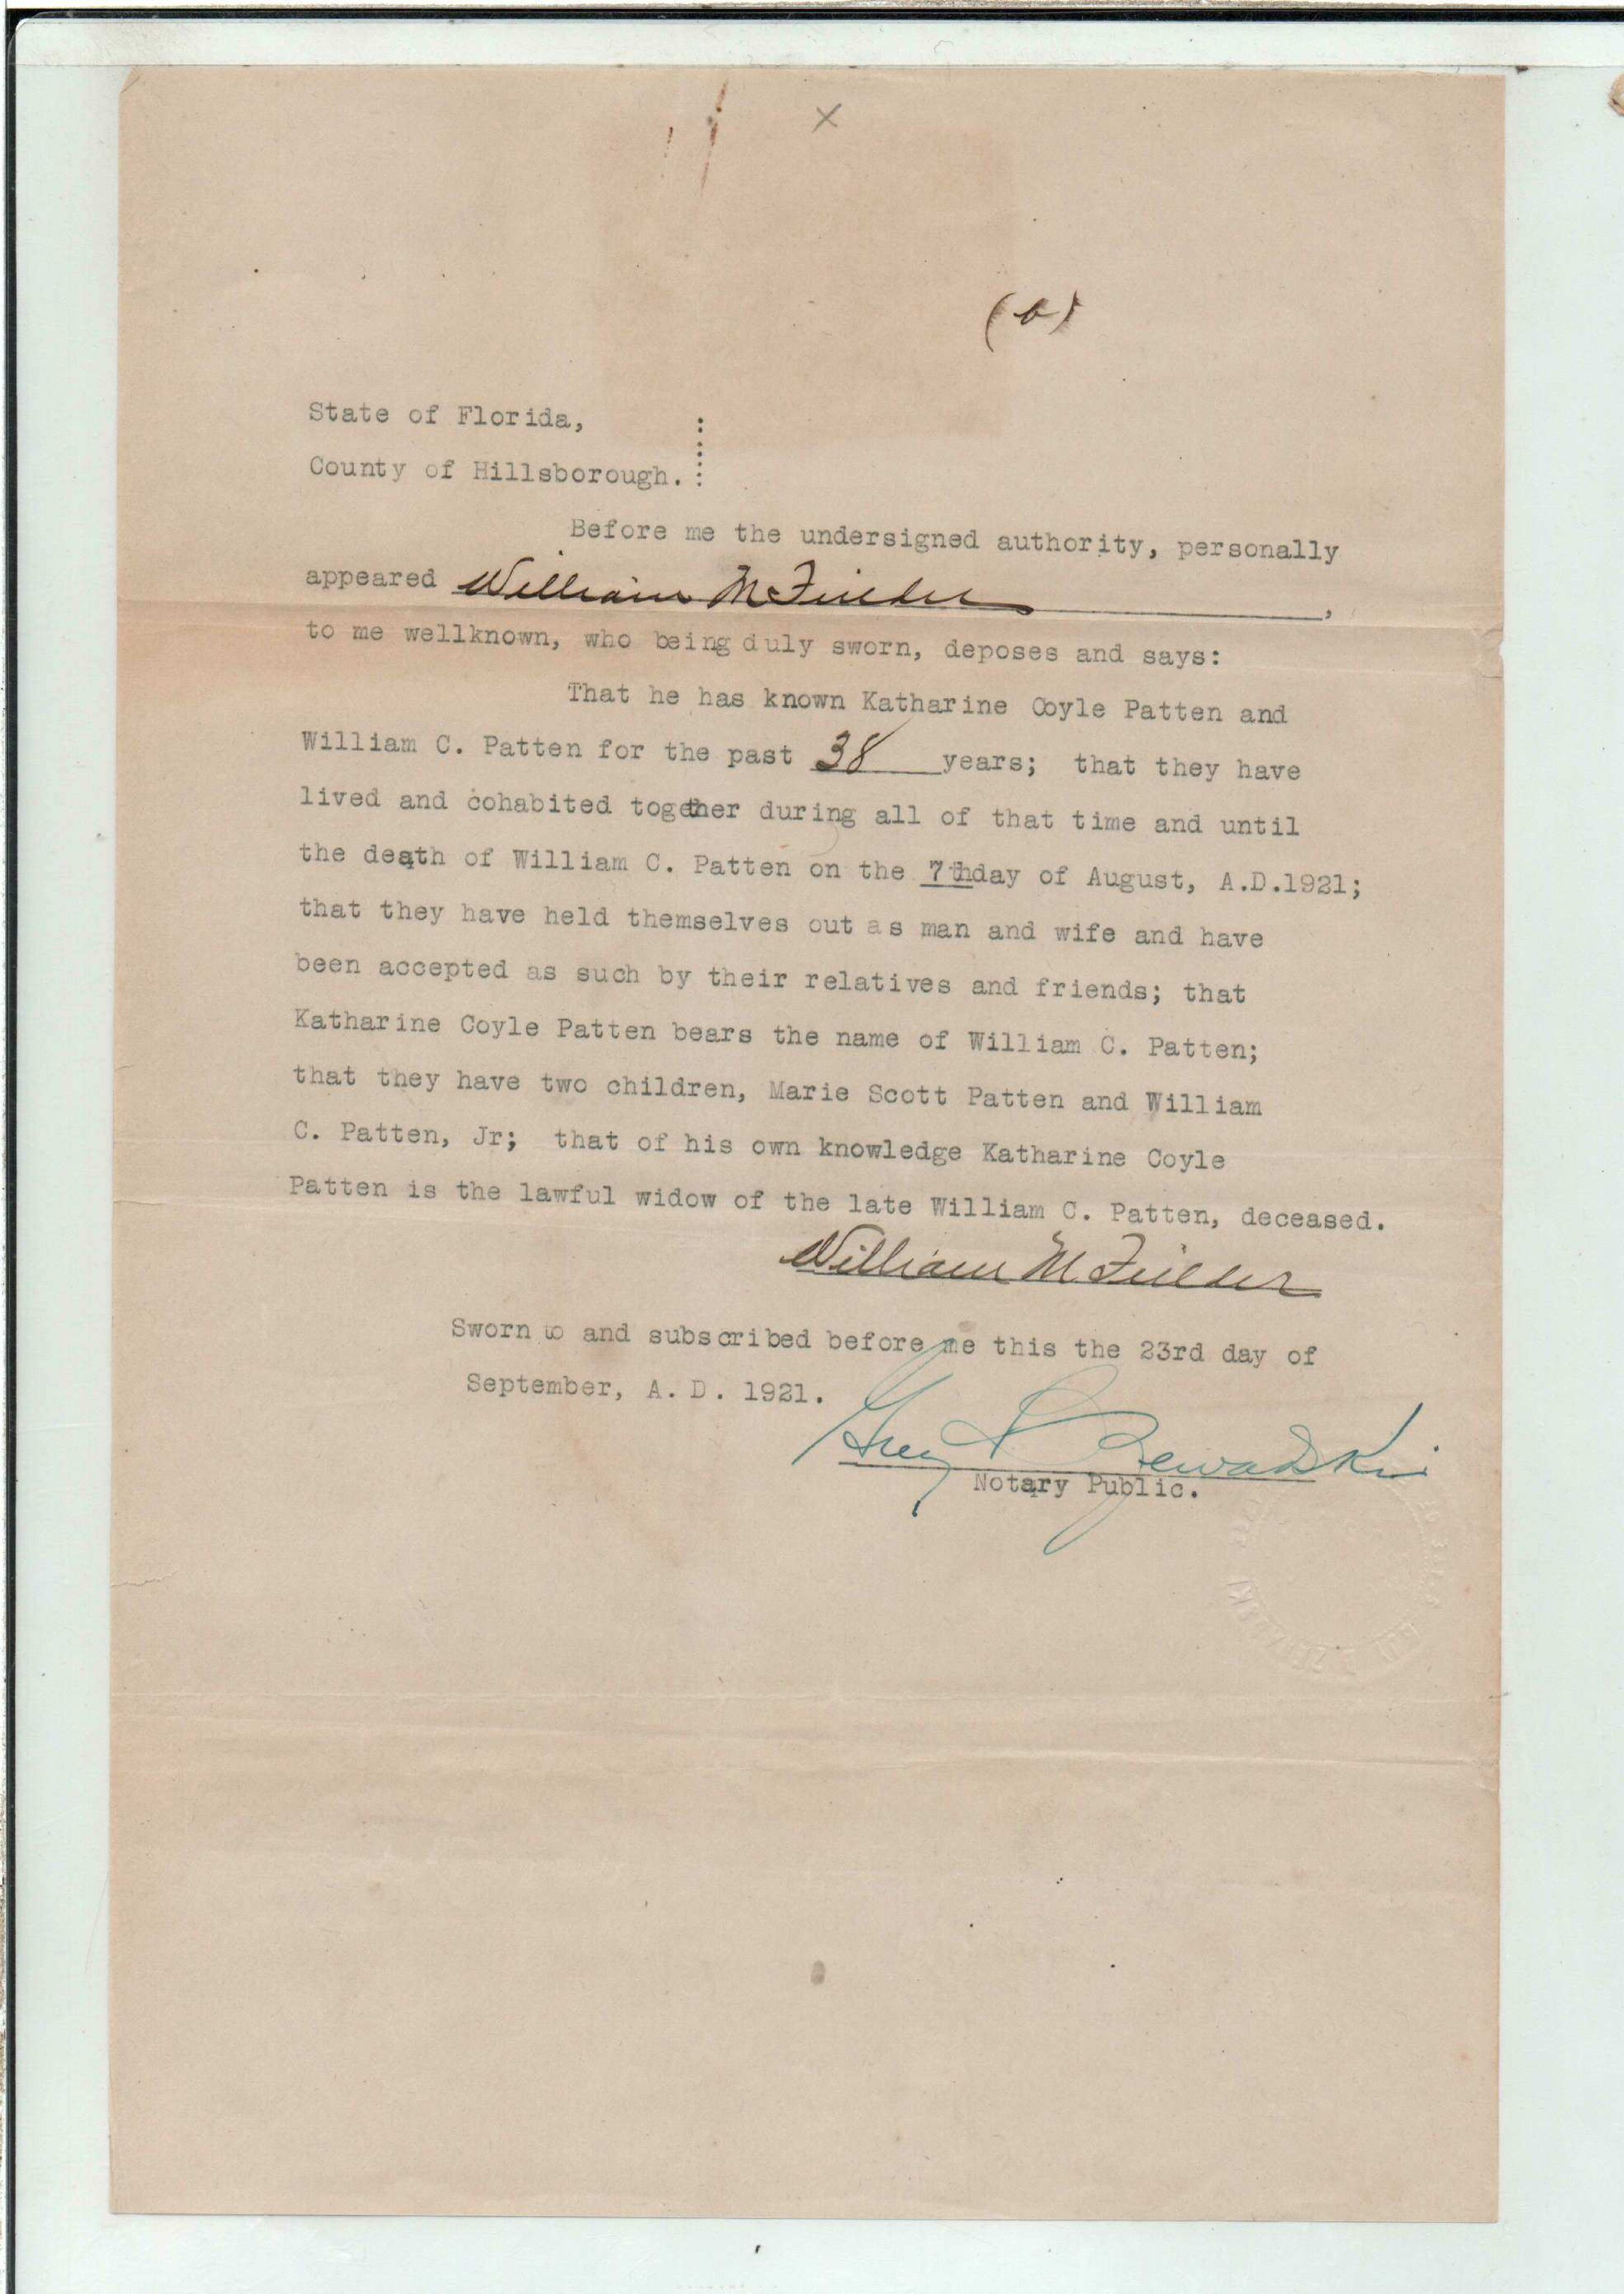 x
(b)
State of Florida, :
County of Hillsborough. :
Before me the undersigned authority, personally
appeared William M Fielder ,
to me wellknown, who being duly sworn, deposes and says:
That he has known Katharine Coyle Patten and
William C. Patten for the past 38 years; that they have
lived and cohabited together during all of that time and until
the death of William C. Patten on the 7th day of August, A.D.1921;
that they have held themselves out as man and wife and have
been accepted as such by their relatives and friends; that
Katharine Coyle Patten bears the name of William C. Patten;
that they have two children, Marie Scott Patten and William
C. Patten, Jr; that of his own knowledge Katharine Coyle
Patten is the lawful widow of the late William C. Patten, deceased.
William M. Fielder
Sworn to and subscribed before me this the 23rd day of
September, A. D. 1921.
Zewadski
Notary Public.